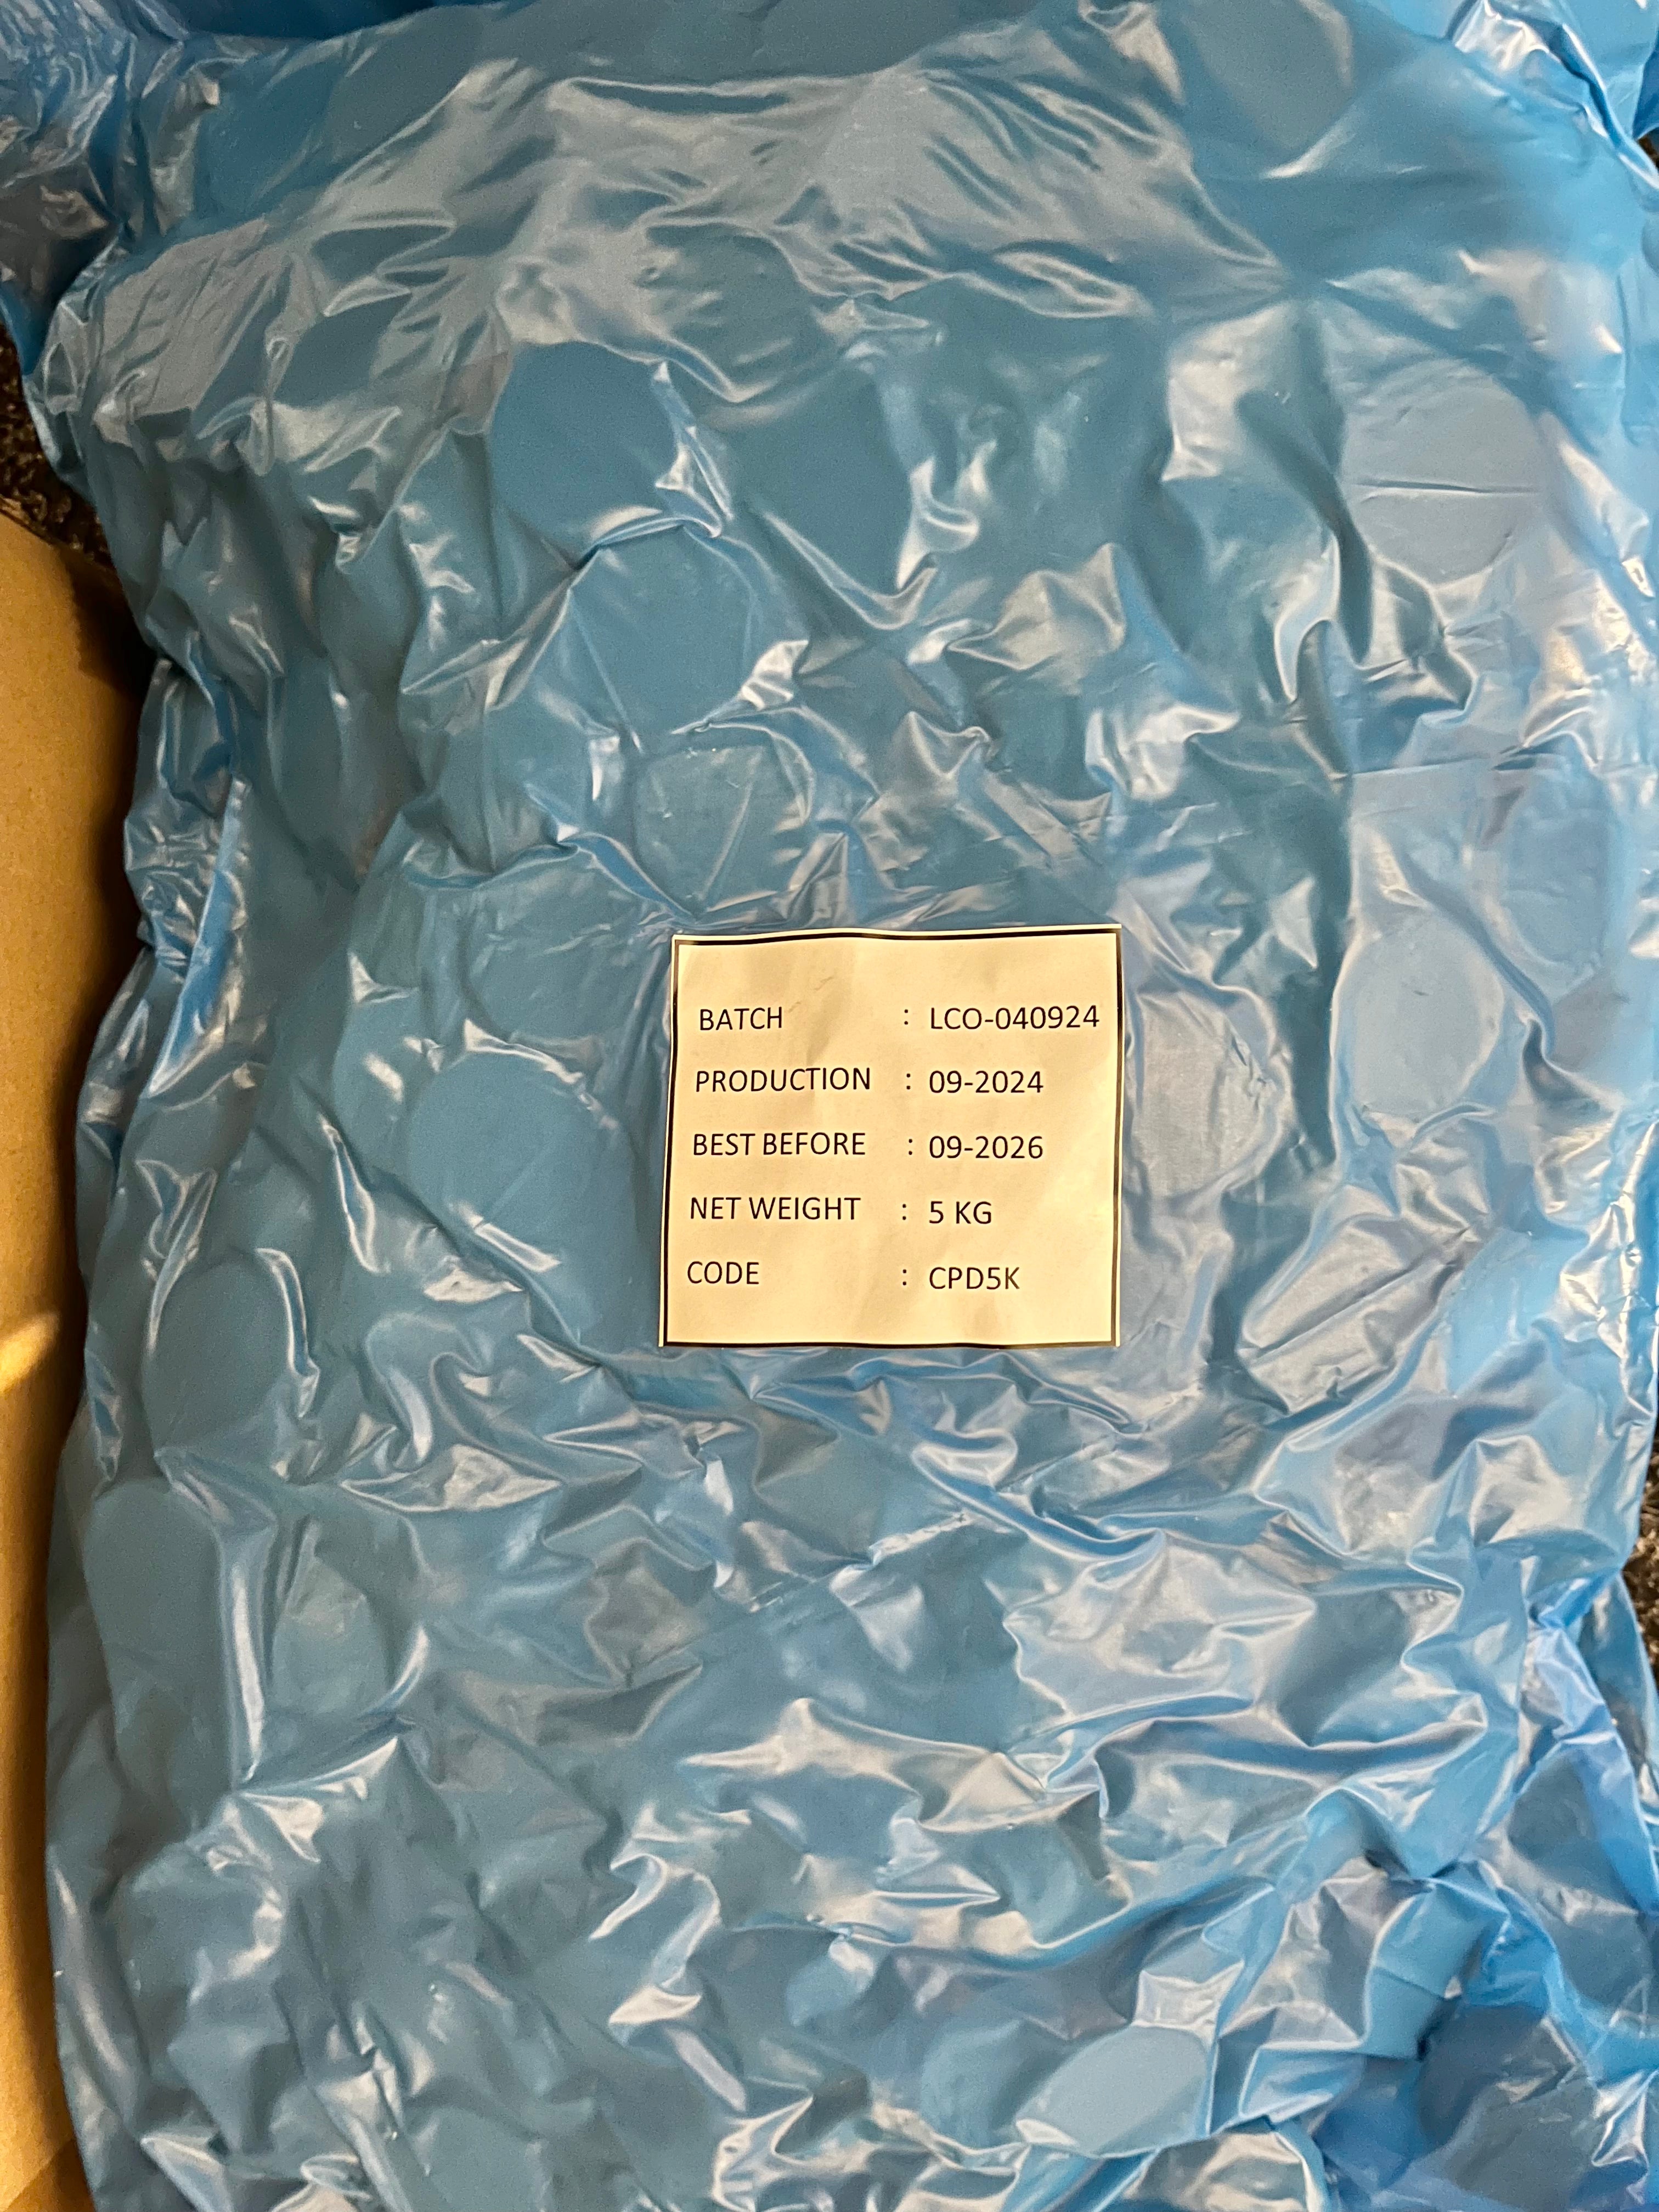 BATCH : LCO-040924
PRODUCTION : 09-2024
BEST BEFORE : 09-2026
NET WEIGHT : 5 KG
CODE : CPD5K